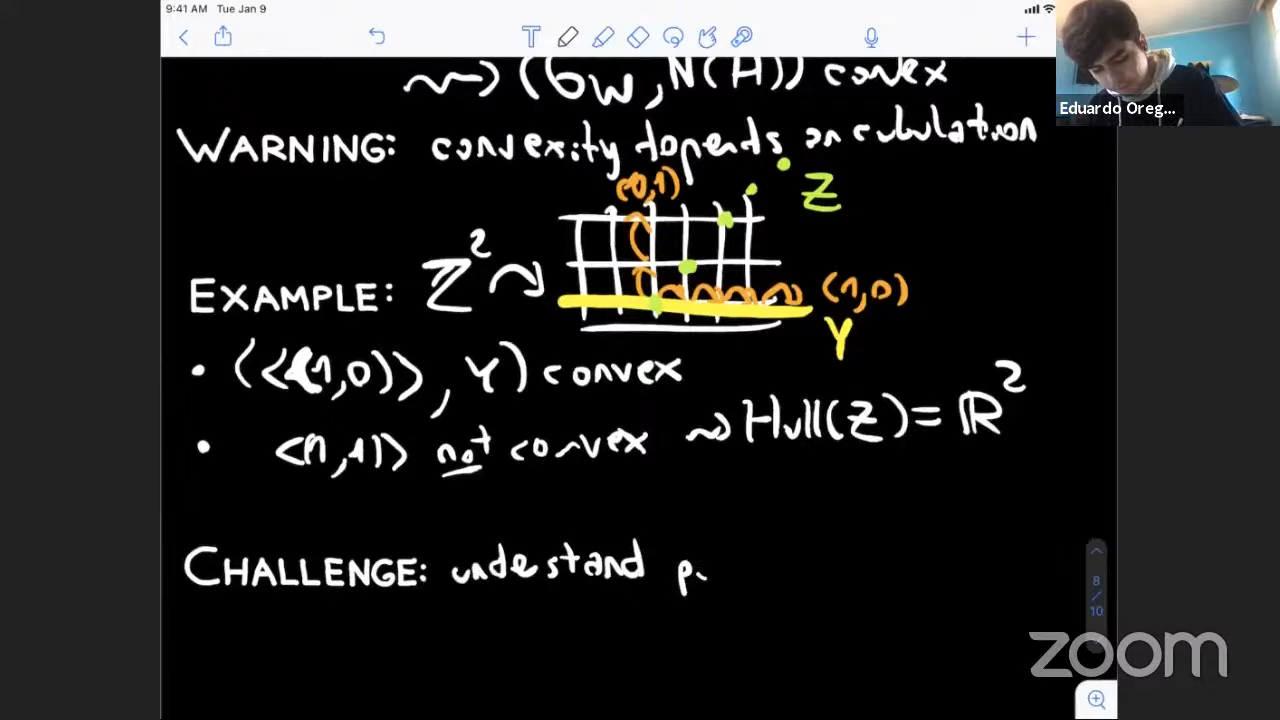 9:41 AM Tue Jan 9
Eduardo Oreg...
⇝ (GW, N(A)) convex
WARNING: convexity depends on cubulation
(0,1)
Z
EXAMPLE: ℤ² ↷
(1,0)
Y
• (<(1,0)>, Y) convex
• <(1,1)> not convex ⇝ Hull(Z) = ℝ²
CHALLENGE: understand p
8
/
10
zoom